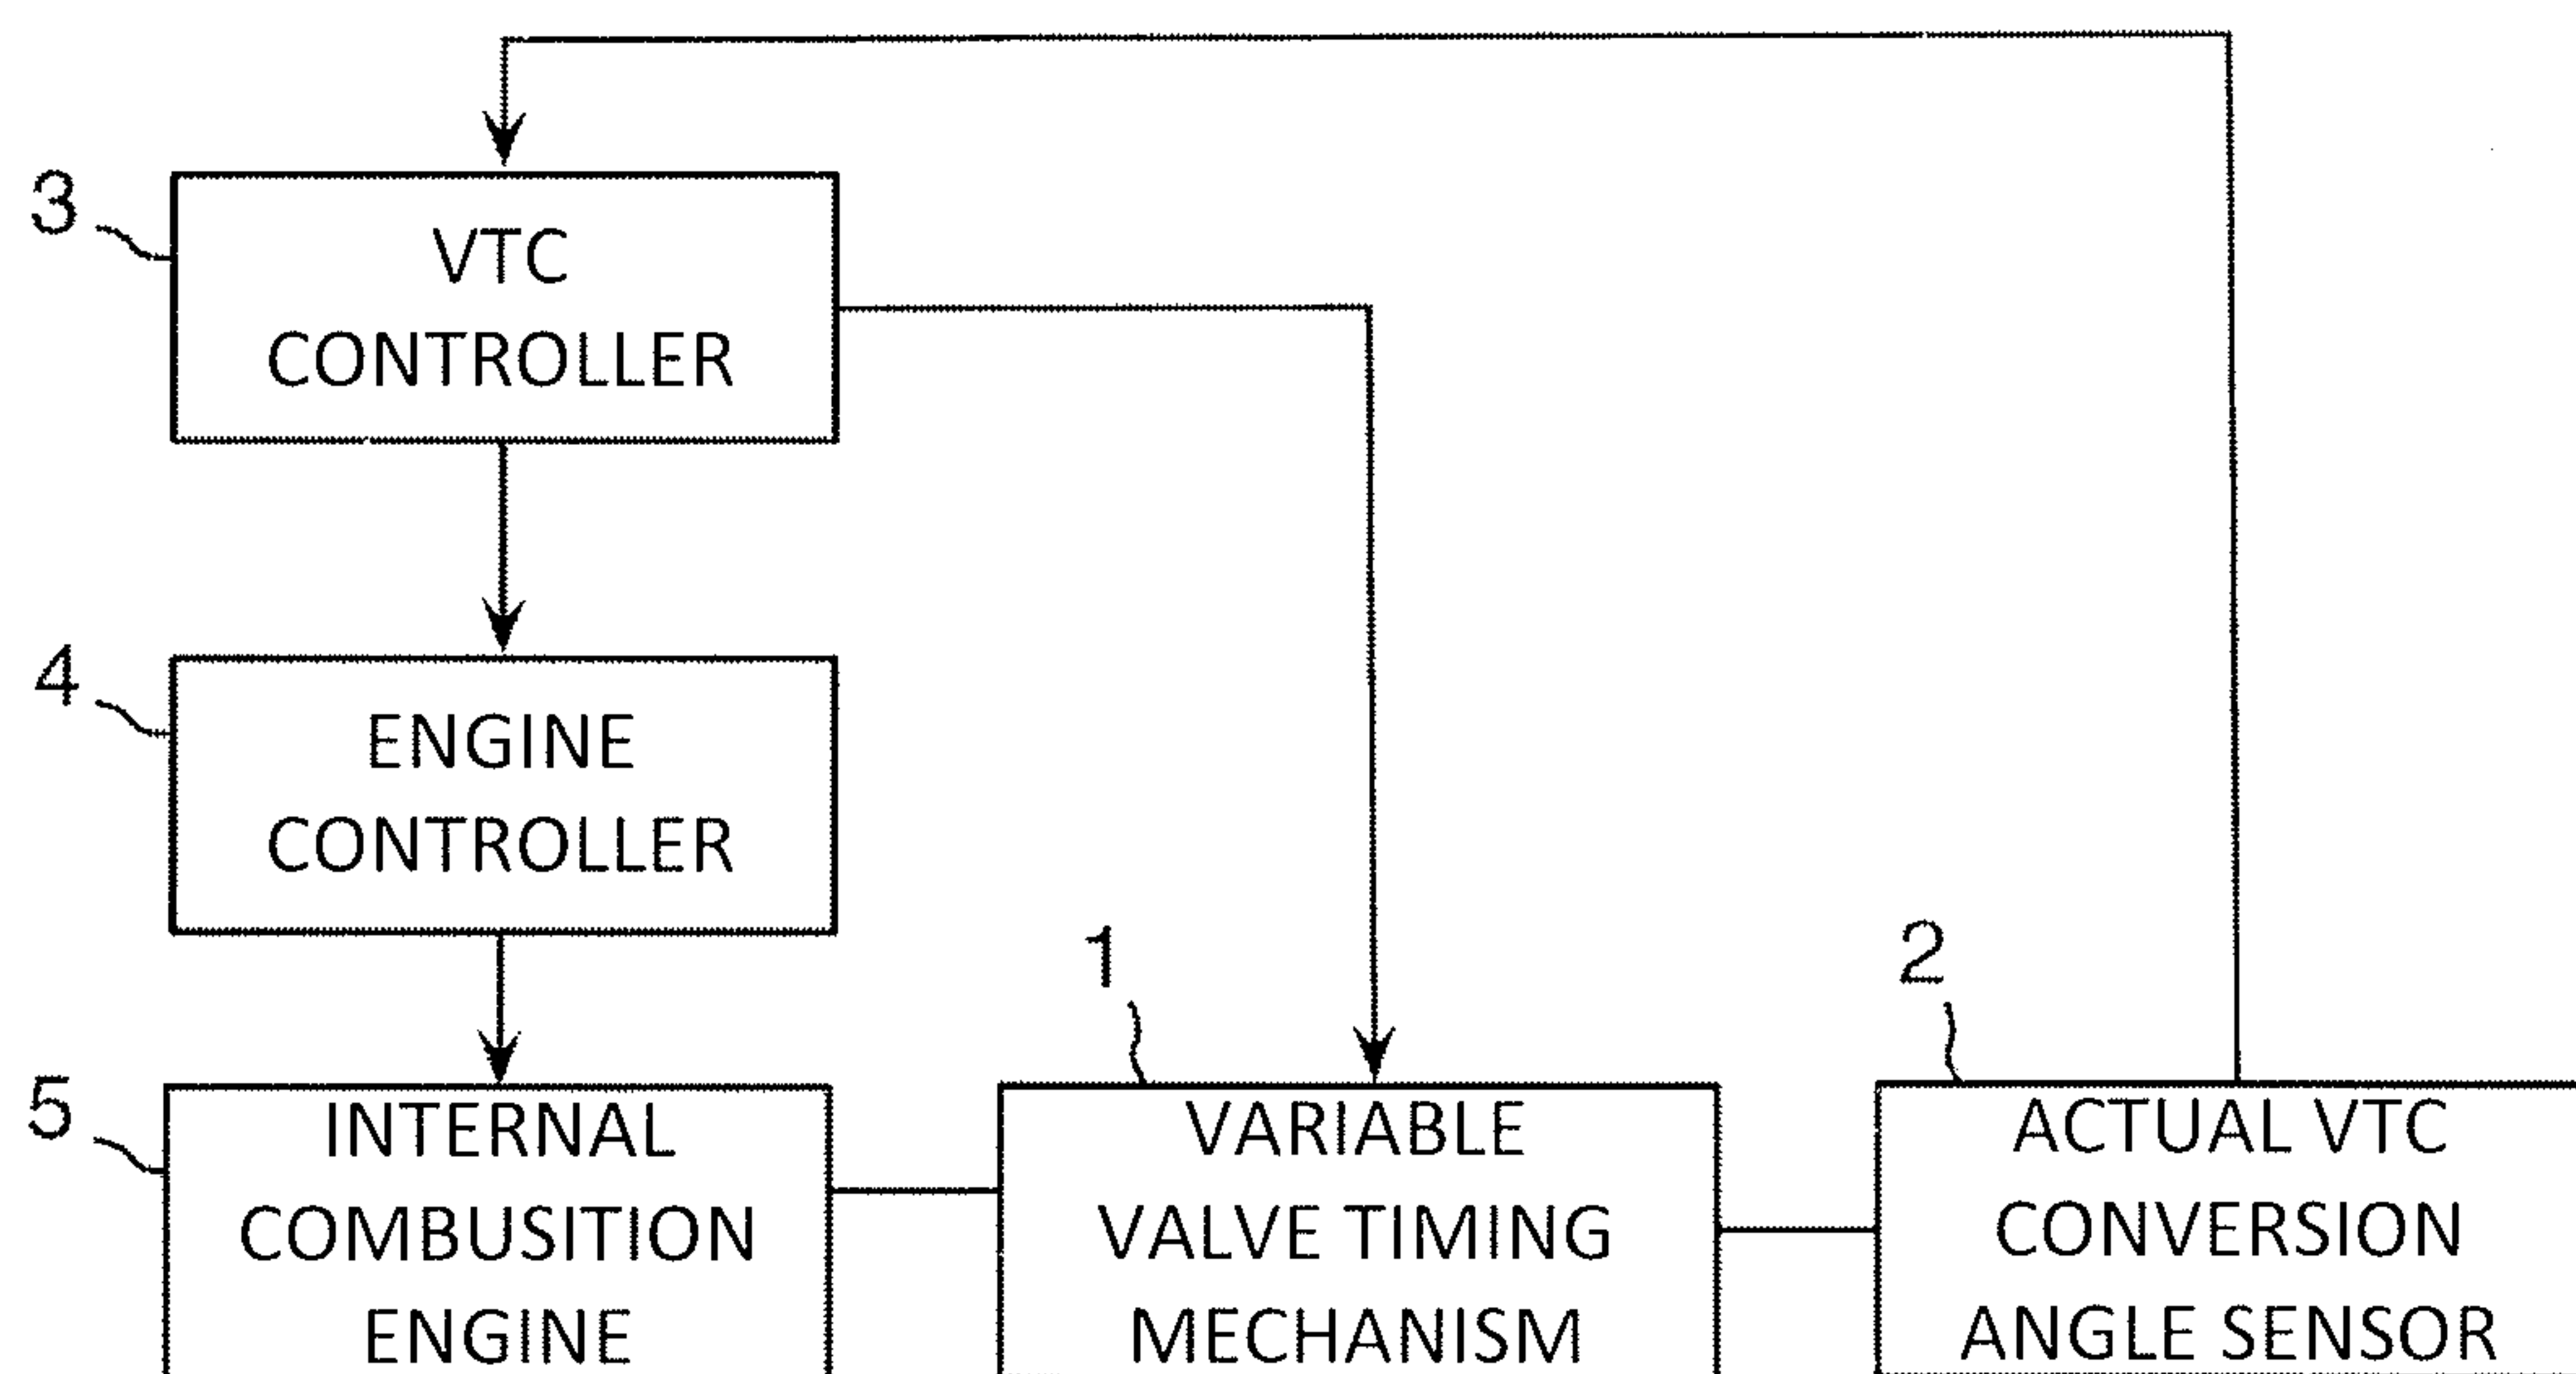 3
VTC
CONTROLLER
4
ENGINE
CONTROLLER
5
INTERNAL
COMBUSITION
ENGINE
1
VARIABLE
VALVE TIMING
MECHANISM
2
ACTUAL VTC
CONVERSION
ANGLE SENSOR